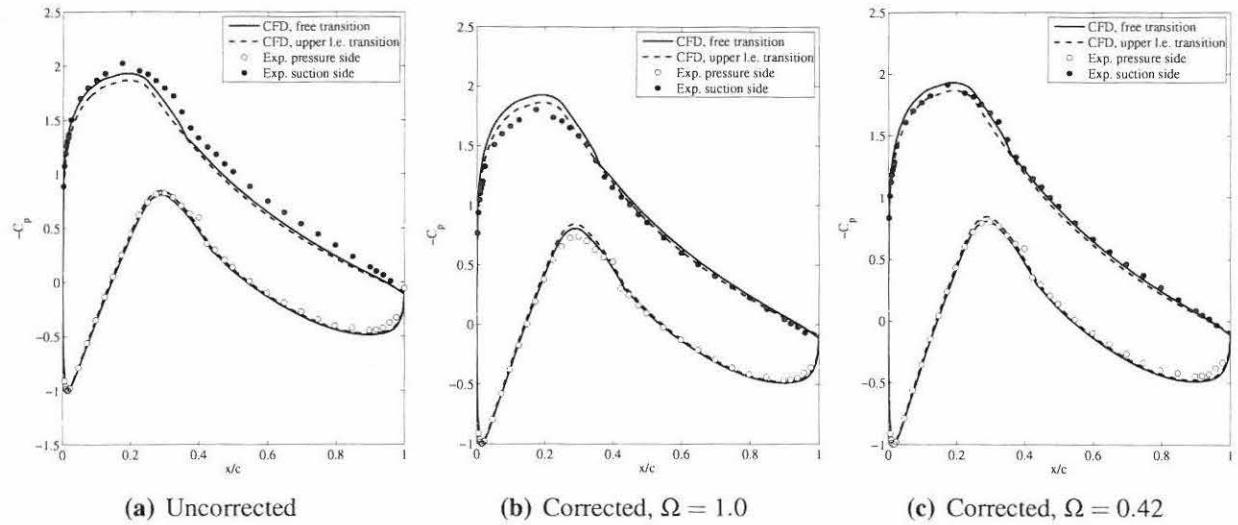 2.5
2
1.5
1
0.5
0
−0.5
−1
−1.5
0
0.2
0.4
0.6
0.8
1
−C_p
x/c
CFD, free transition
CFD, upper l.e. transition
Exp. pressure side
Exp. suction side
(a) Uncorrected
2.5
2
1.5
1
0.5
0
−0.5
−1
0
0.2
0.4
0.6
0.8
1
−C_p
x/c
CFD, free transition
CFD, upper l.e. transition
Exp. pressure side
Exp. suction side
(b) Corrected, Ω = 1.0
2.5
2
1.5
1
0.5
0
−0.5
−1
0
0.2
0.4
0.6
0.8
1
−C_p
x/c
CFD, free transition
CFD, upper l.e. transition
Exp. pressure side
Exp. suction side
(c) Corrected, Ω = 0.42